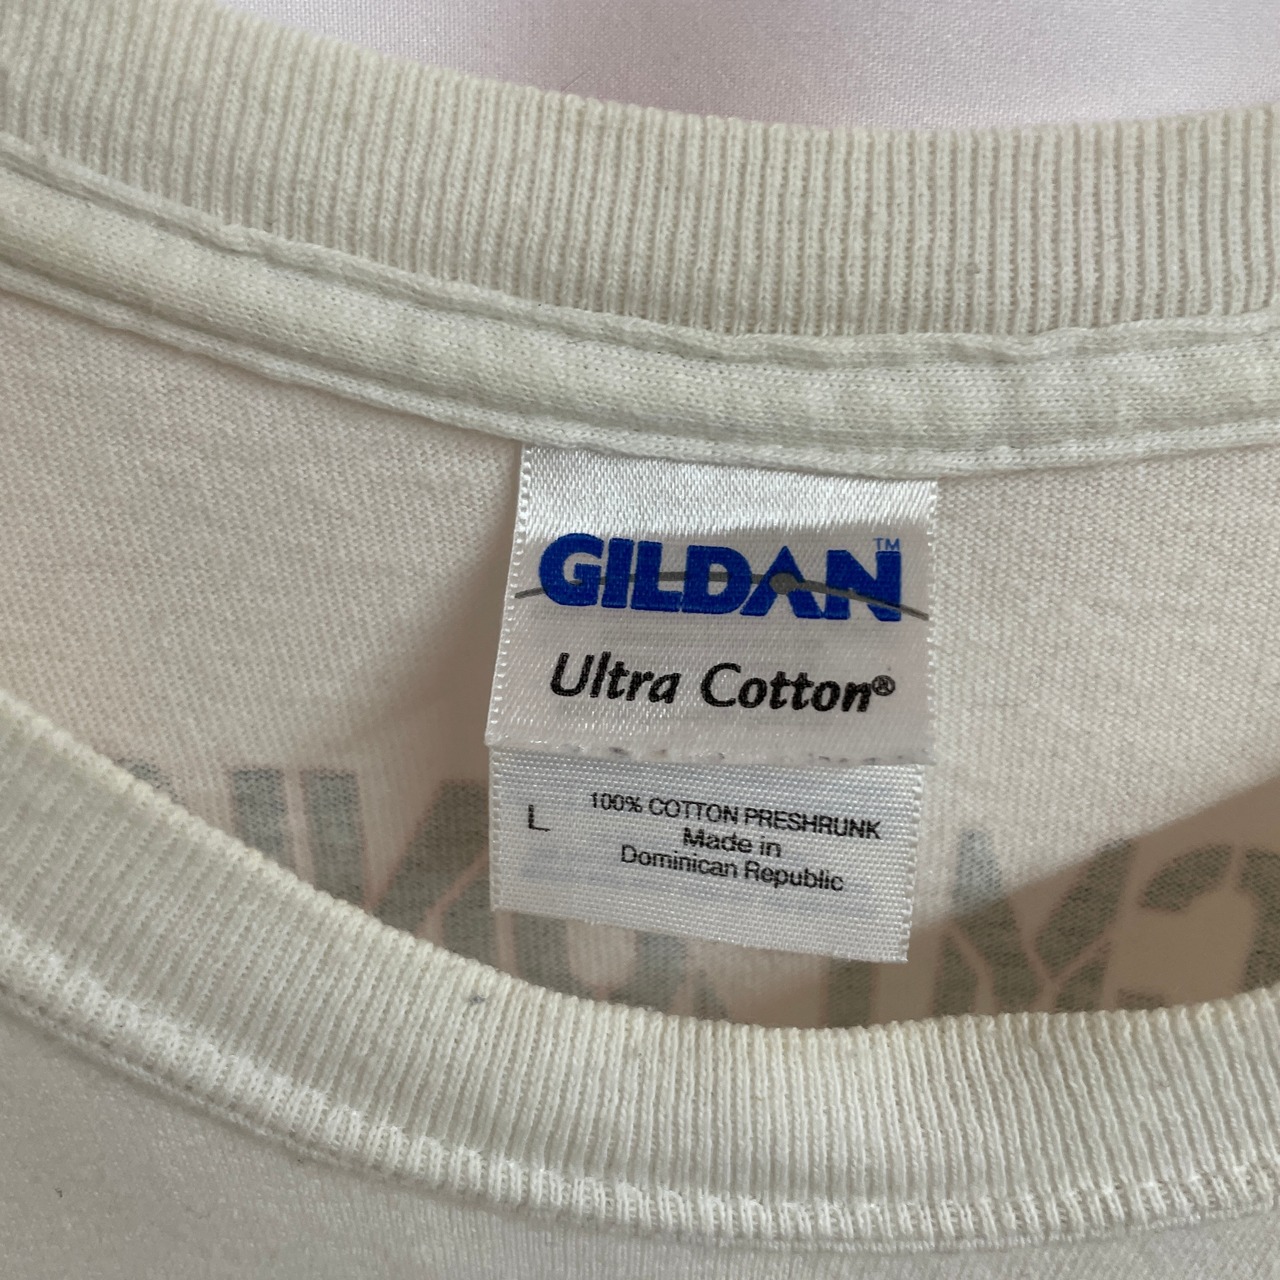 GILDAN™
Ultra Cotton®
L
100% COTTON PRESHRUNK
Made in
Dominican Republic